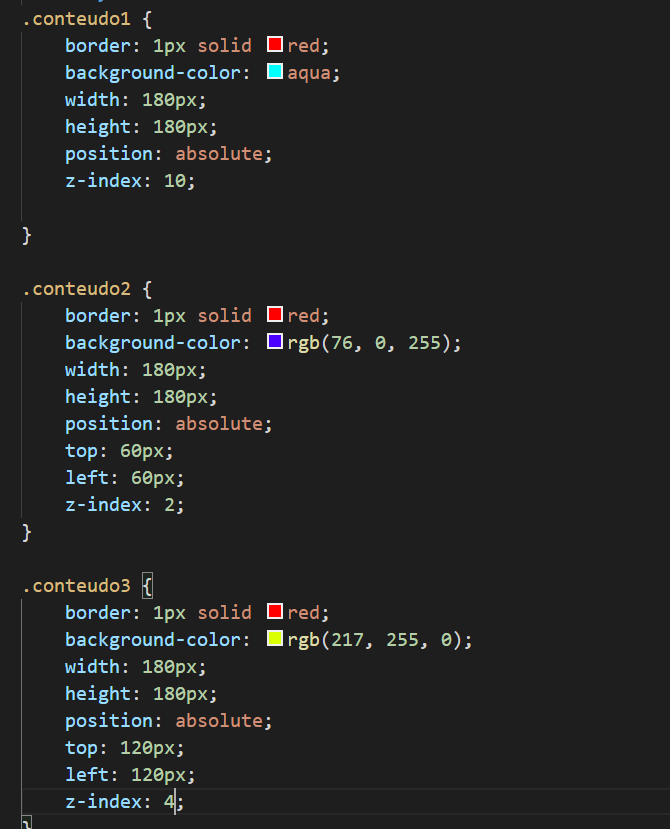 .conteudo1 {
    border: 1px solid red;
    background-color: aqua;
    width: 180px;
    height: 180px;
    position: absolute;
    z-index: 10;
}
.conteudo2 {
    border: 1px solid red;
    background-color: rgb(76, 0, 255);
    width: 180px;
    height: 180px;
    position: absolute;
    top: 60px;
    left: 60px;
    z-index: 2;
}
.conteudo3 {
    border: 1px solid red;
    background-color: rgb(217, 255, 0);
    width: 180px;
    height: 180px;
    position: absolute;
    top: 120px;
    left: 120px;
    z-index: 4;
}